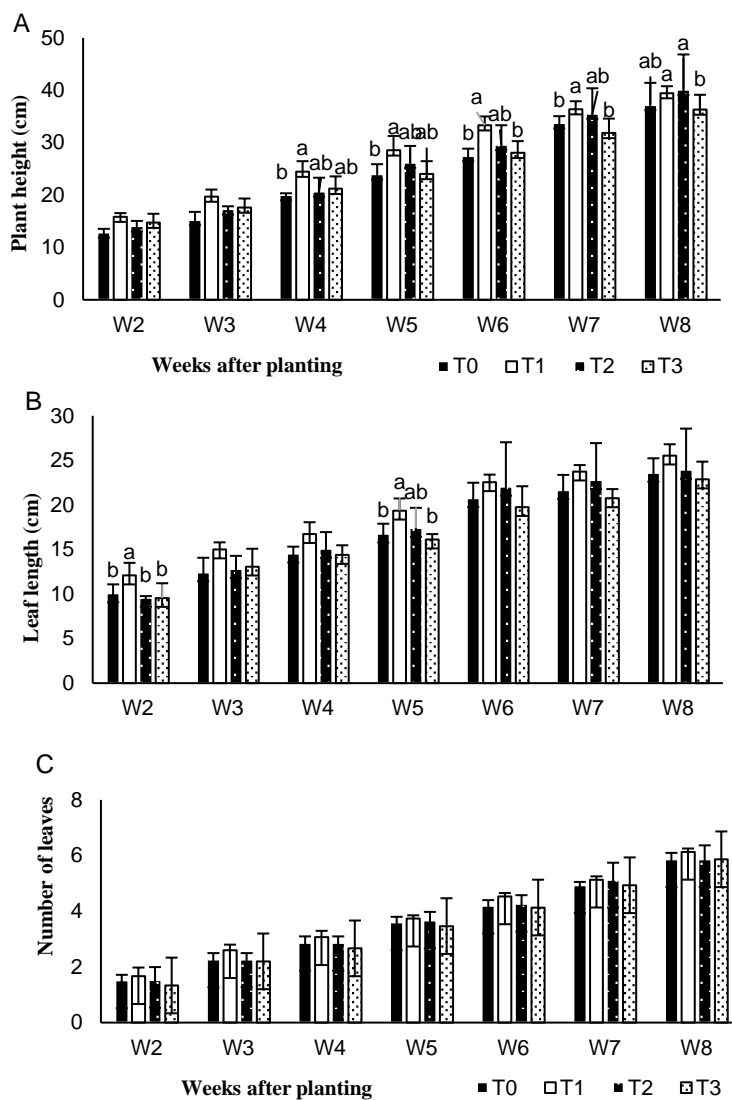 A
Plant height (cm)
50
40
30
20
10
0
b a ab ab
b a ab ab
b a ab b
b a ab b
ab a a b
W2 W3 W4 W5 W6 W7 W8
Weeks after planting T0 T1 T2 T3
B
Leaf length (cm)
30
25
20
15
10
5
0
b a b b
b a ab b
W2 W3 W4 W5 W6 W7 W8
C
Number of leaves
8
6
4
2
0
W2 W3 W4 W5 W6 W7 W8
Weeks after planting T0 T1 T2 T3